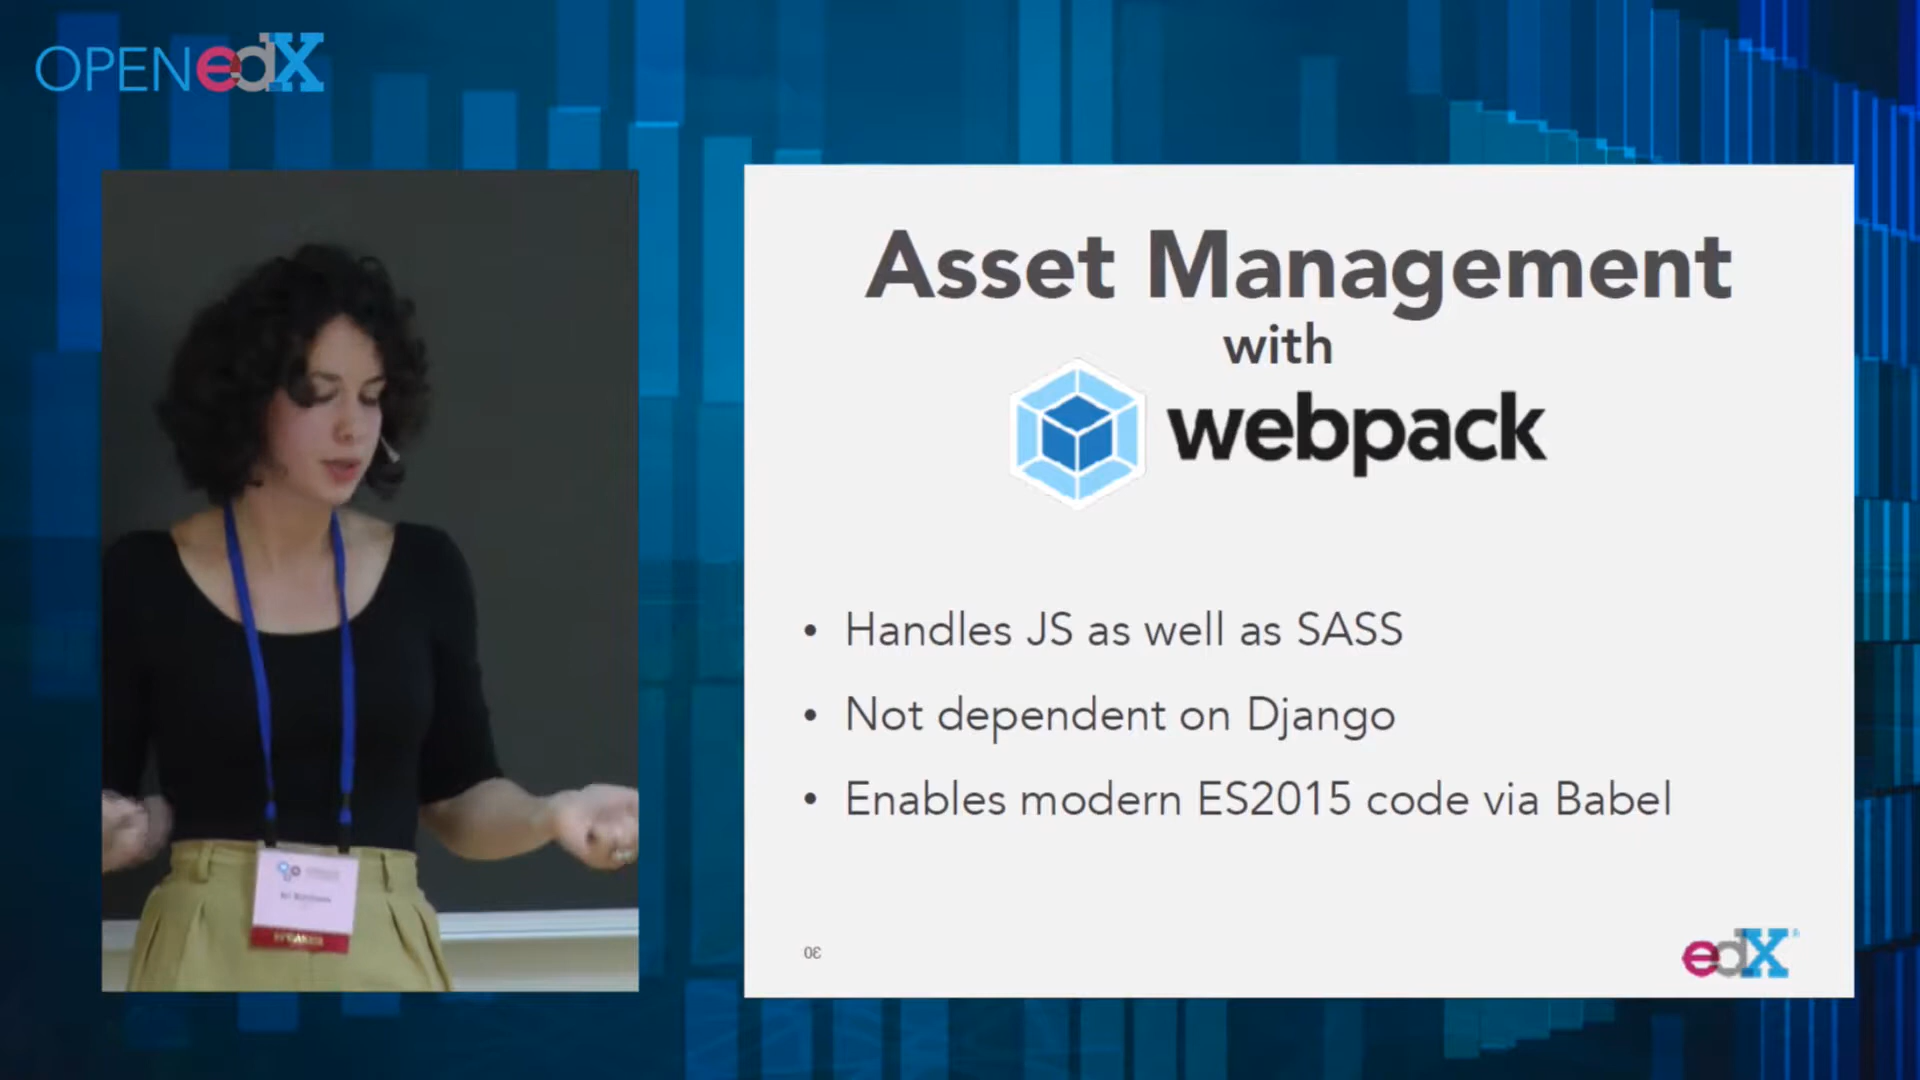 OPENedX
Asset Management
with
webpack
• Handles JS as well as SASS
• Not dependent on Django
• Enables modern ES2015 code via Babel
30
edX
SPEAKER